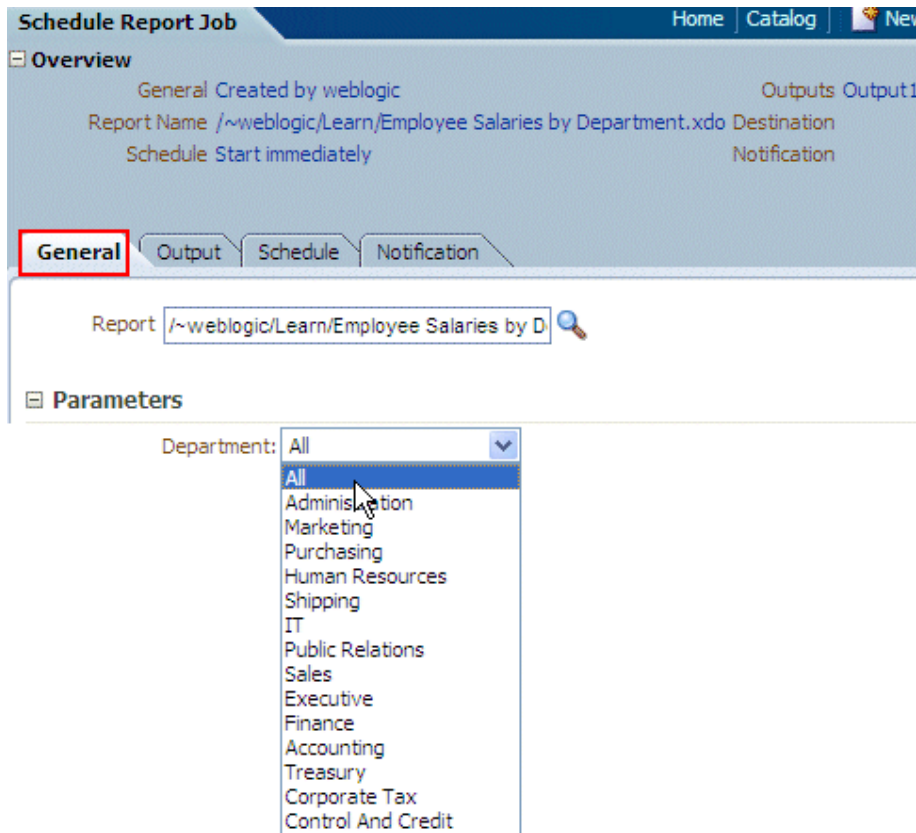 Schedule Report Job Home Catalog
Overview
General Created by weblogic Outputs Output1
Report Name /~weblogic/Learn/Employee Salaries by Department.xdo Destination
Schedule Start immediately Notification
General Output Schedule Notification
Report /~weblogic/Learn/Employee Salaries by D
Parameters
Department: All
All
Administration
Marketing
Purchasing
Human Resources
Shipping
IT
Public Relations
Sales
Executive
Finance
Accounting
Treasury
Corporate Tax
Control And Credit